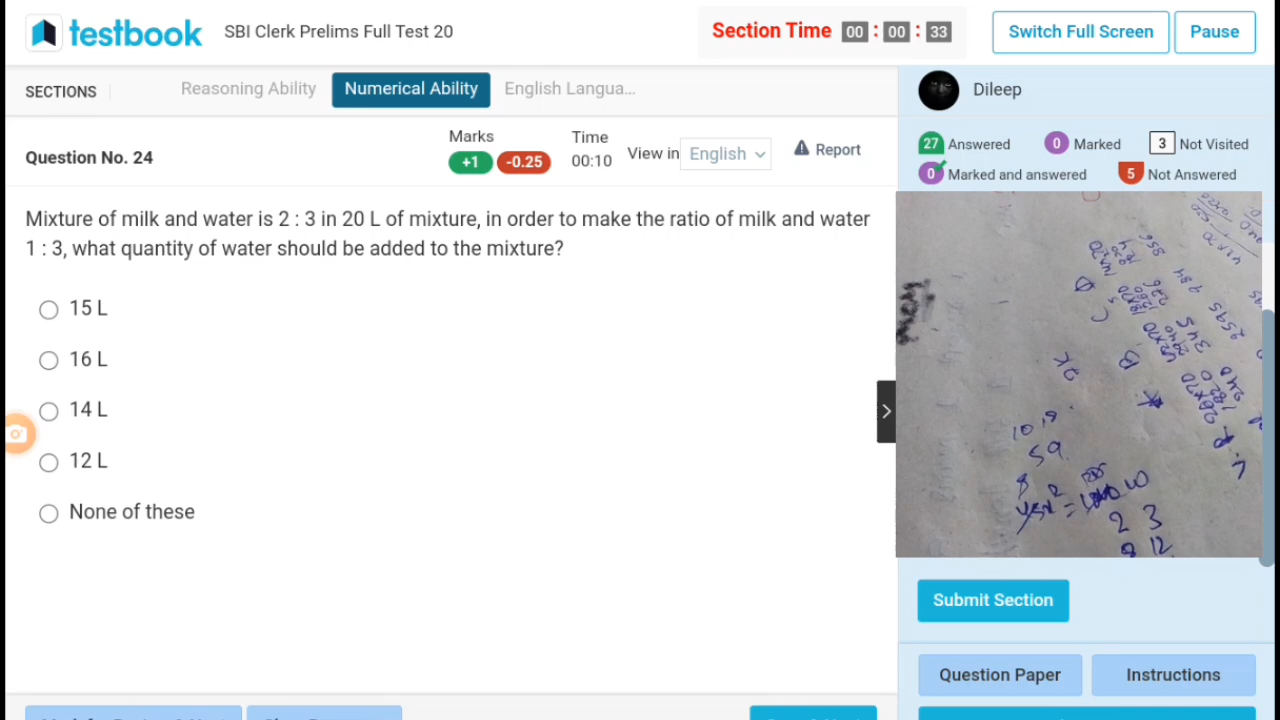 testbook
SBI Clerk Prelims Full Test 20
Section Time 00 : 00 : 33
Switch Full Screen
Pause
SECTIONS
Reasoning Ability
Numerical Ability
English Langua...
Dileep
Question No. 24
Marks
+1 -0.25
Time
00:10
View in English
Report
27 Answered
0 Marked
3 Not Visited
0 Marked and answered
5 Not Answered
Mixture of milk and water is 2 : 3 in 20 L of mixture, in order to make the ratio of milk and water
1 : 3, what quantity of water should be added to the mixture?
15 L
16 L
14 L
12 L
None of these
2 3
8 12
Submit Section
Question Paper
Instructions